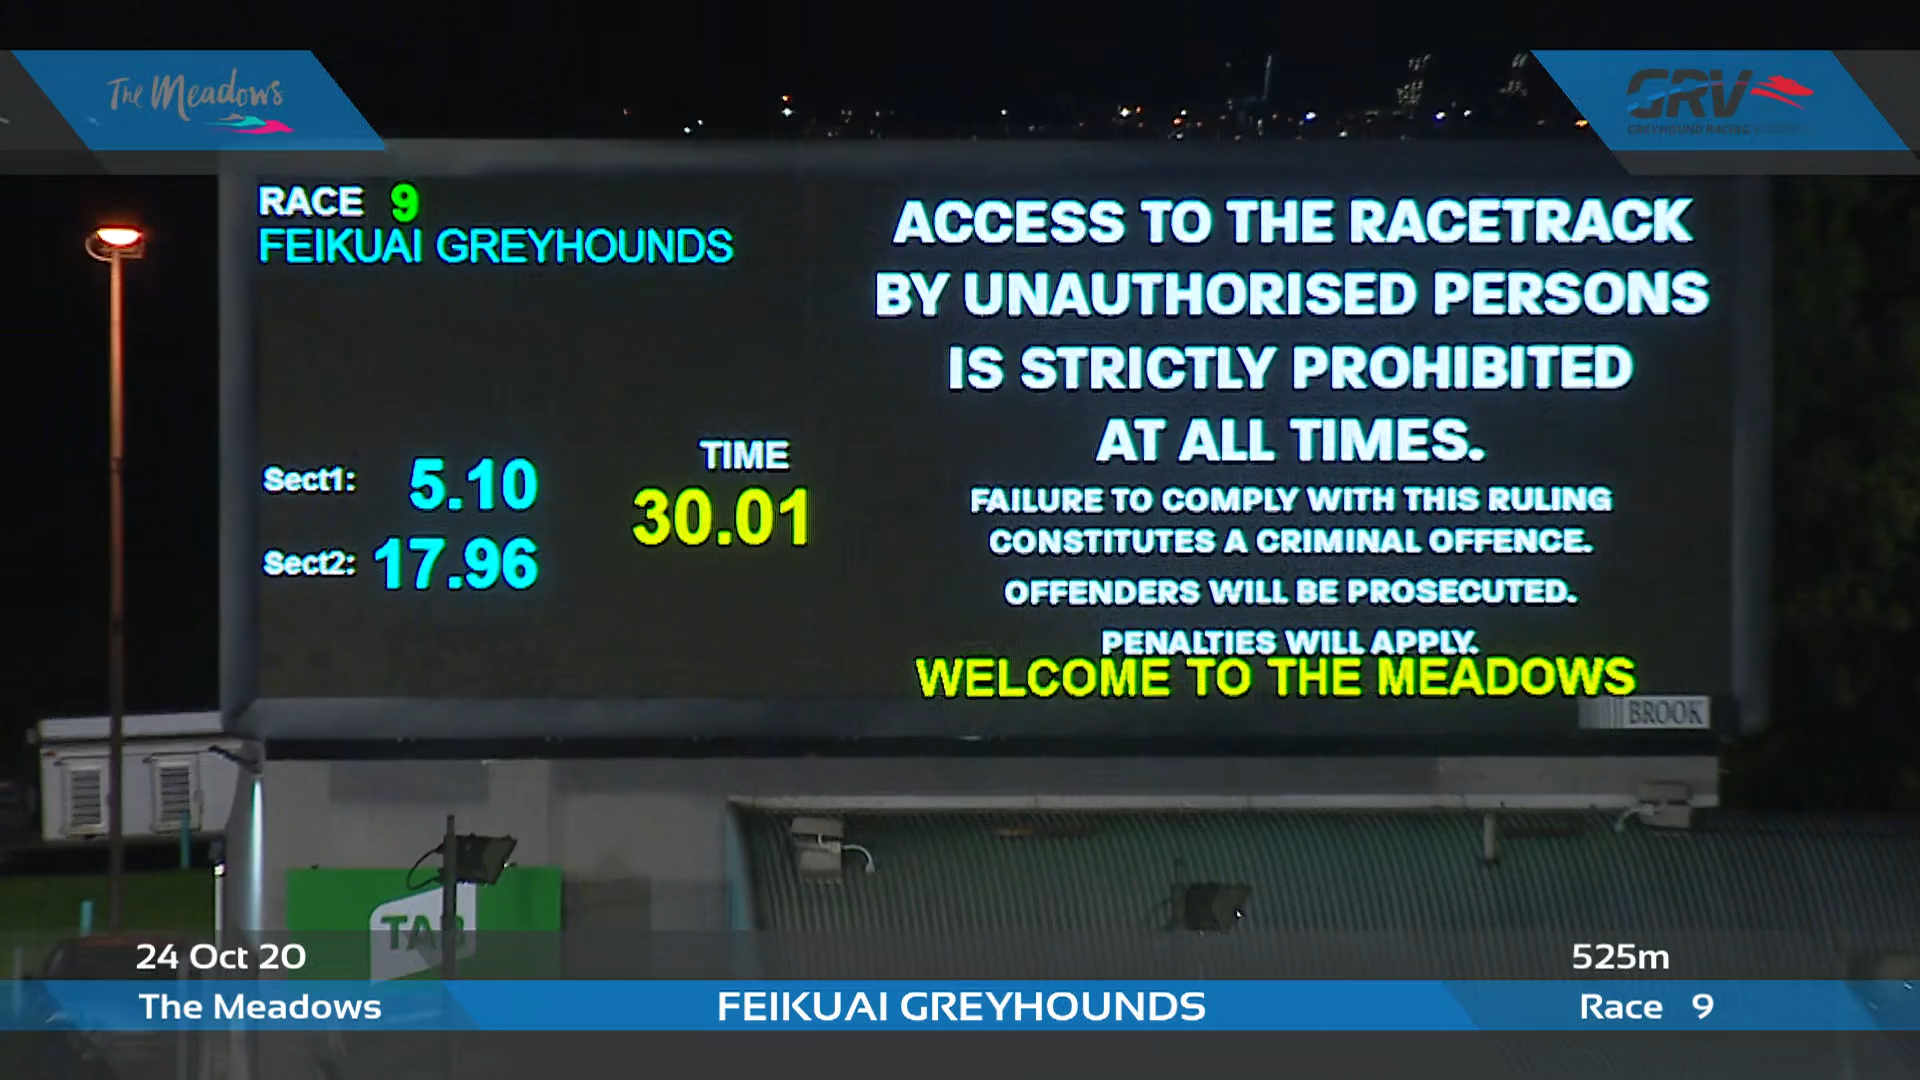 The Meadows
GRV
GREYHOUND RACING
RACE 9
FEIKUAI GREYHOUNDS
Sect1: 5.10
Sect2: 17.96
TIME
30.01
ACCESS TO THE RACETRACK
BY UNAUTHORISED PERSONS
IS STRICTLY PROHIBITED
AT ALL TIMES.
FAILURE TO COMPLY WITH THIS RULING
CONSTITUTES A CRIMINAL OFFENCE.
OFFENDERS WILL BE PROSECUTED.
PENALTIES WILL APPLY.
WELCOME TO THE MEADOWS
BROOK
TAB
24 Oct 20
525m
The Meadows
FEIKUAI GREYHOUNDS
Race 9